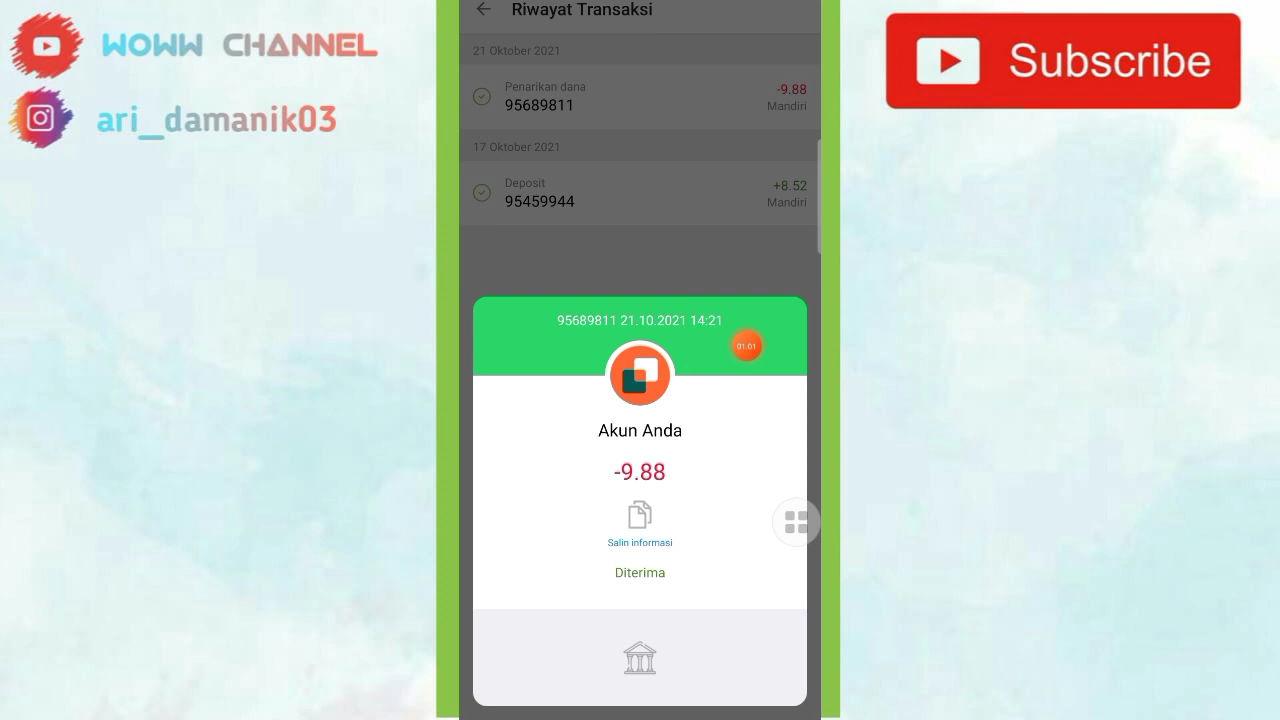 WOWW CHANNEL
ari_damanik03
Subscribe
Riwayat Transaksi
21 Oktober 2021
Penarikan dana
-9.88
95689811
Mandiri
17 Oktober 2021
Deposit
+8.52
95459944
Mandiri
95689811 21.10.2021 14:21
01:01
Akun Anda
-9.88
Salin informasi
Diterima